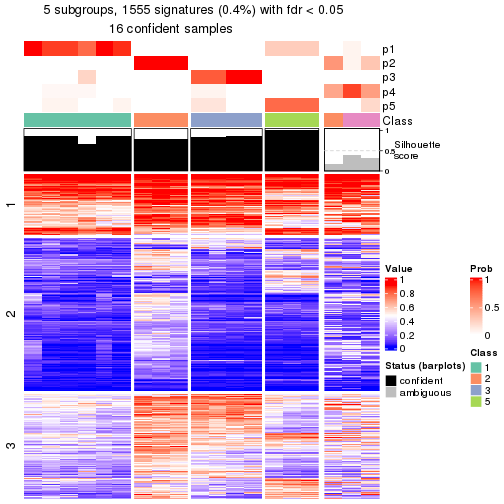 5 subgroups, 1555 signatures (0.4%) with fdr < 0.05
16 confident samples
p1
p2
p3
p4
p5
Class
1
0.5
0
Silhouette
score
1
2
3
Value
1
0.8
0.6
0.4
0.2
0
Prob
1
0.5
0
Status (barplots)
confident
ambiguous
Class
1
2
3
5